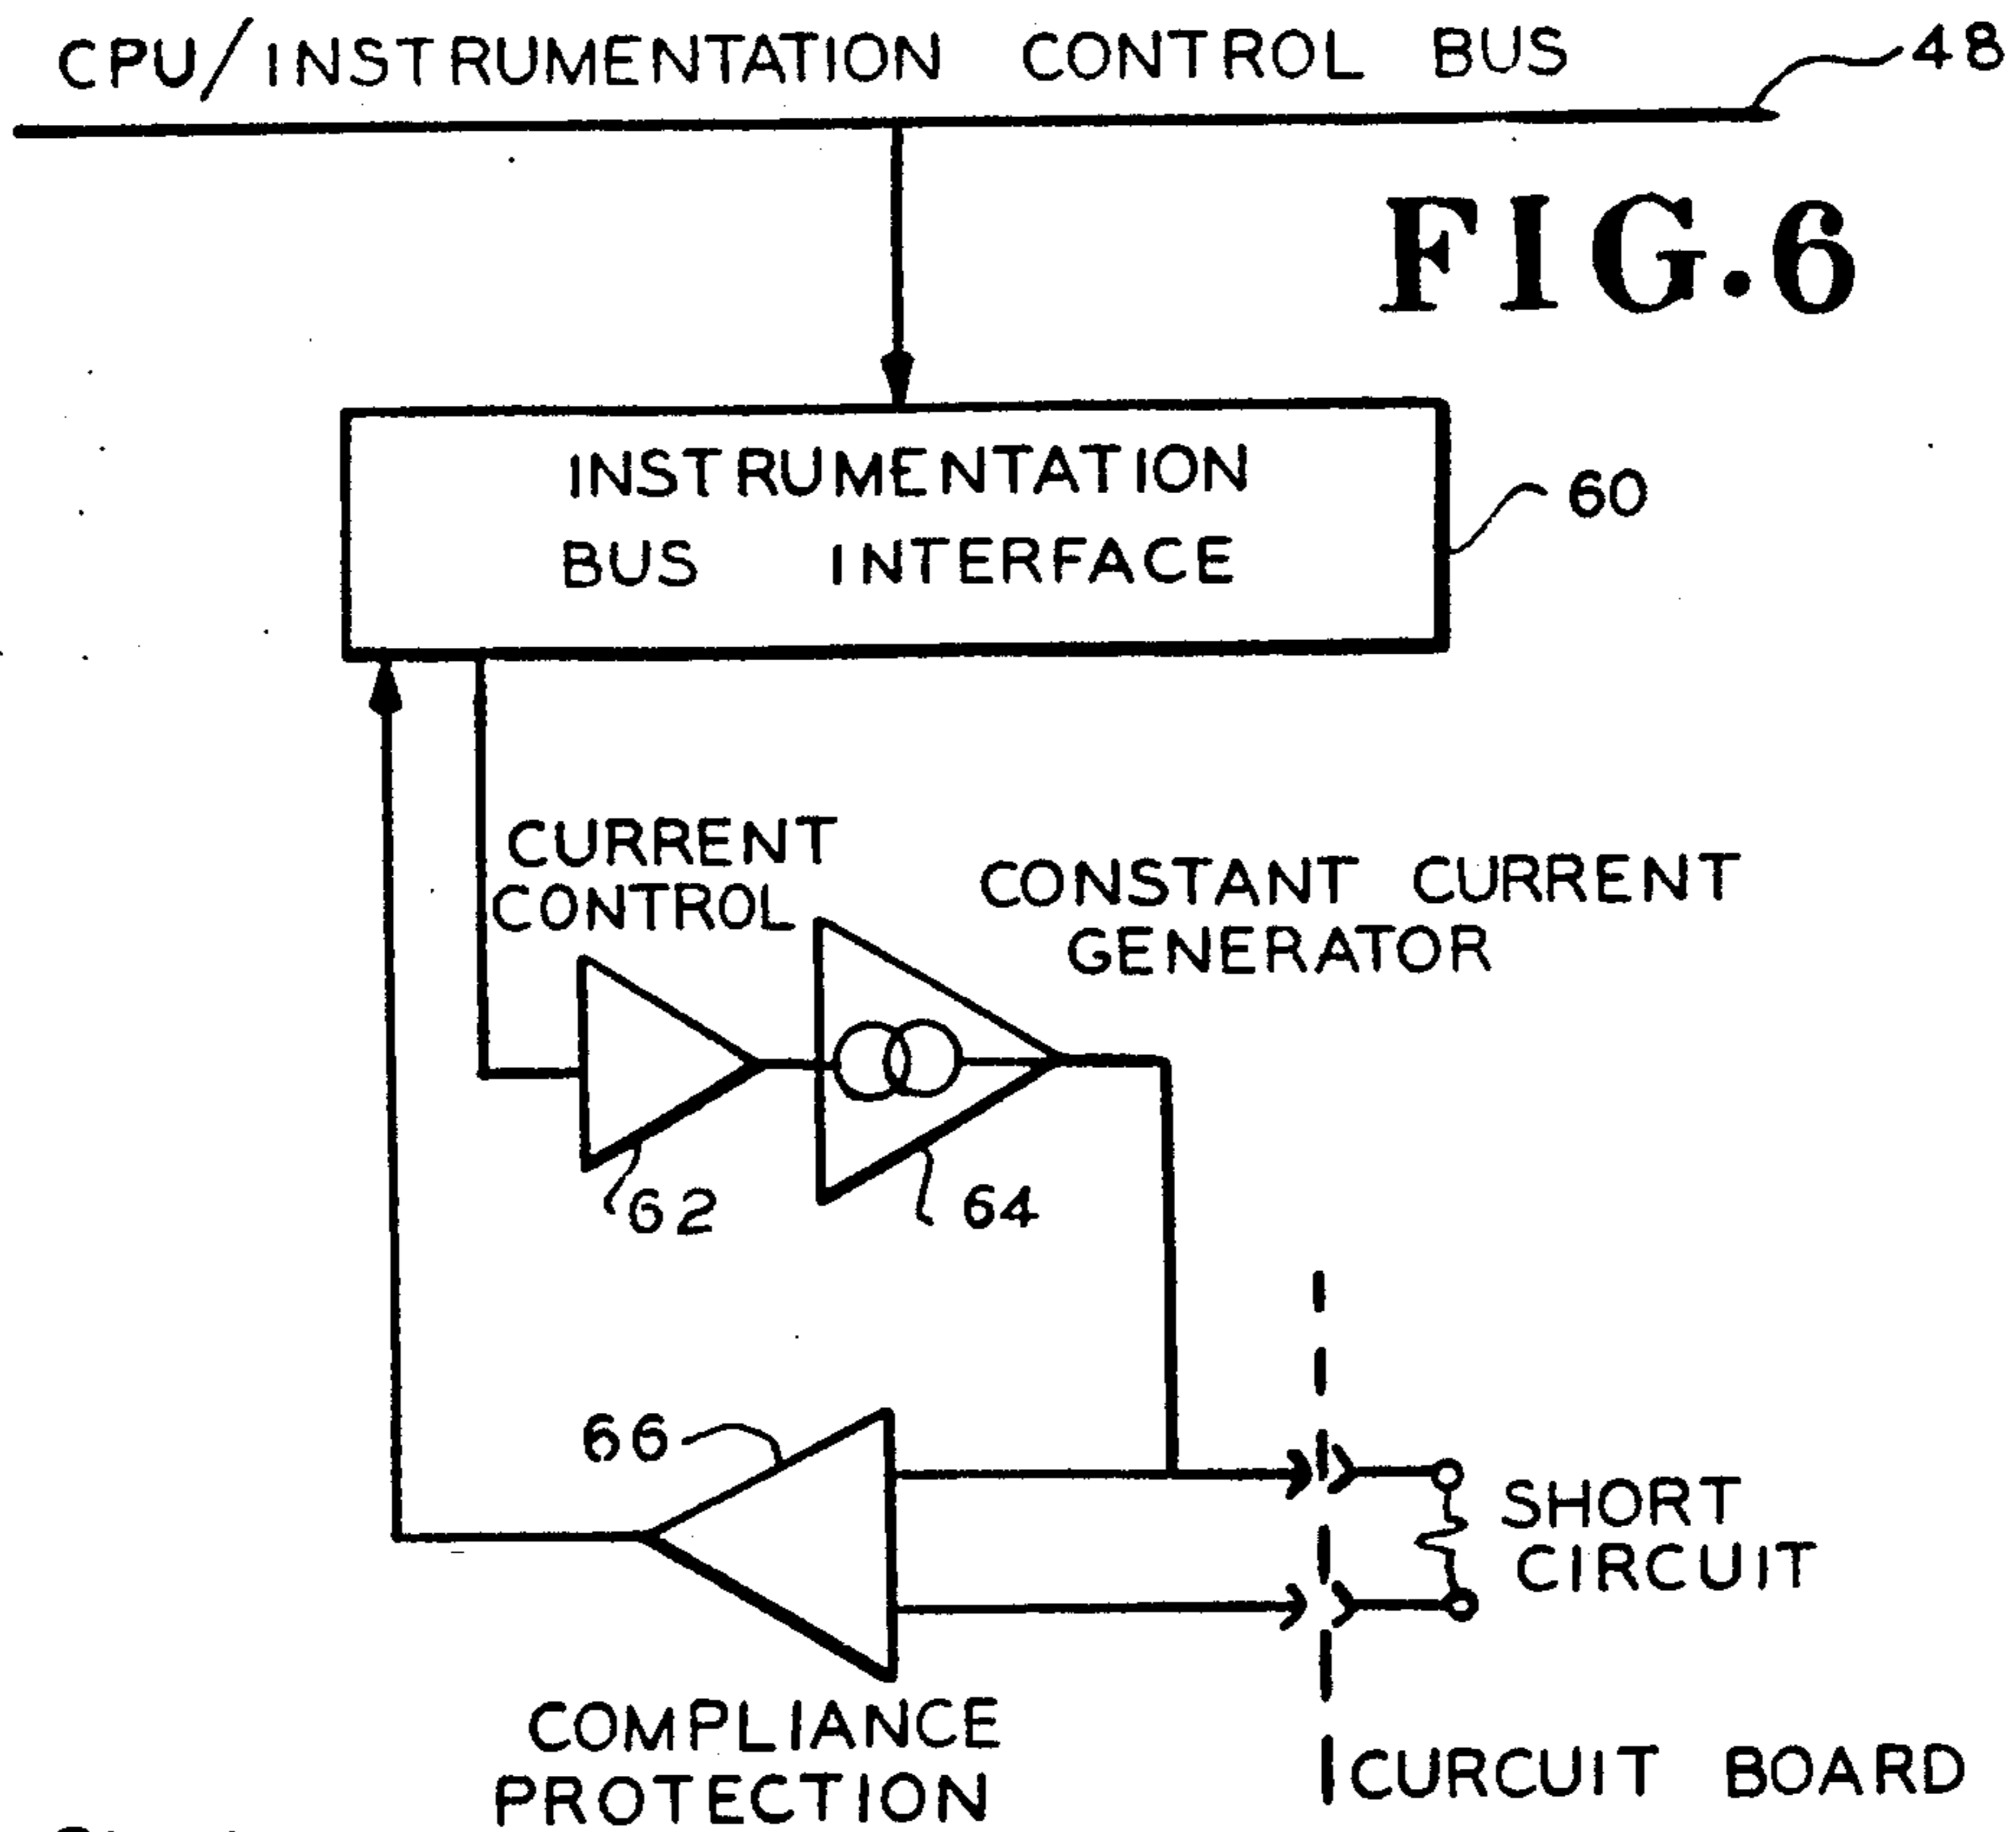 CPU/INSTRUMENTATION CONTROL BUS
48
FIG.6
INSTRUMENTATION
BUS INTERFACE
60
CURRENT
CONTROL
CONSTANT CURRENT
GENERATOR
62
64
66
SHORT
CIRCUIT
COMPLIANCE
PROTECTION
CURCUIT BOARD